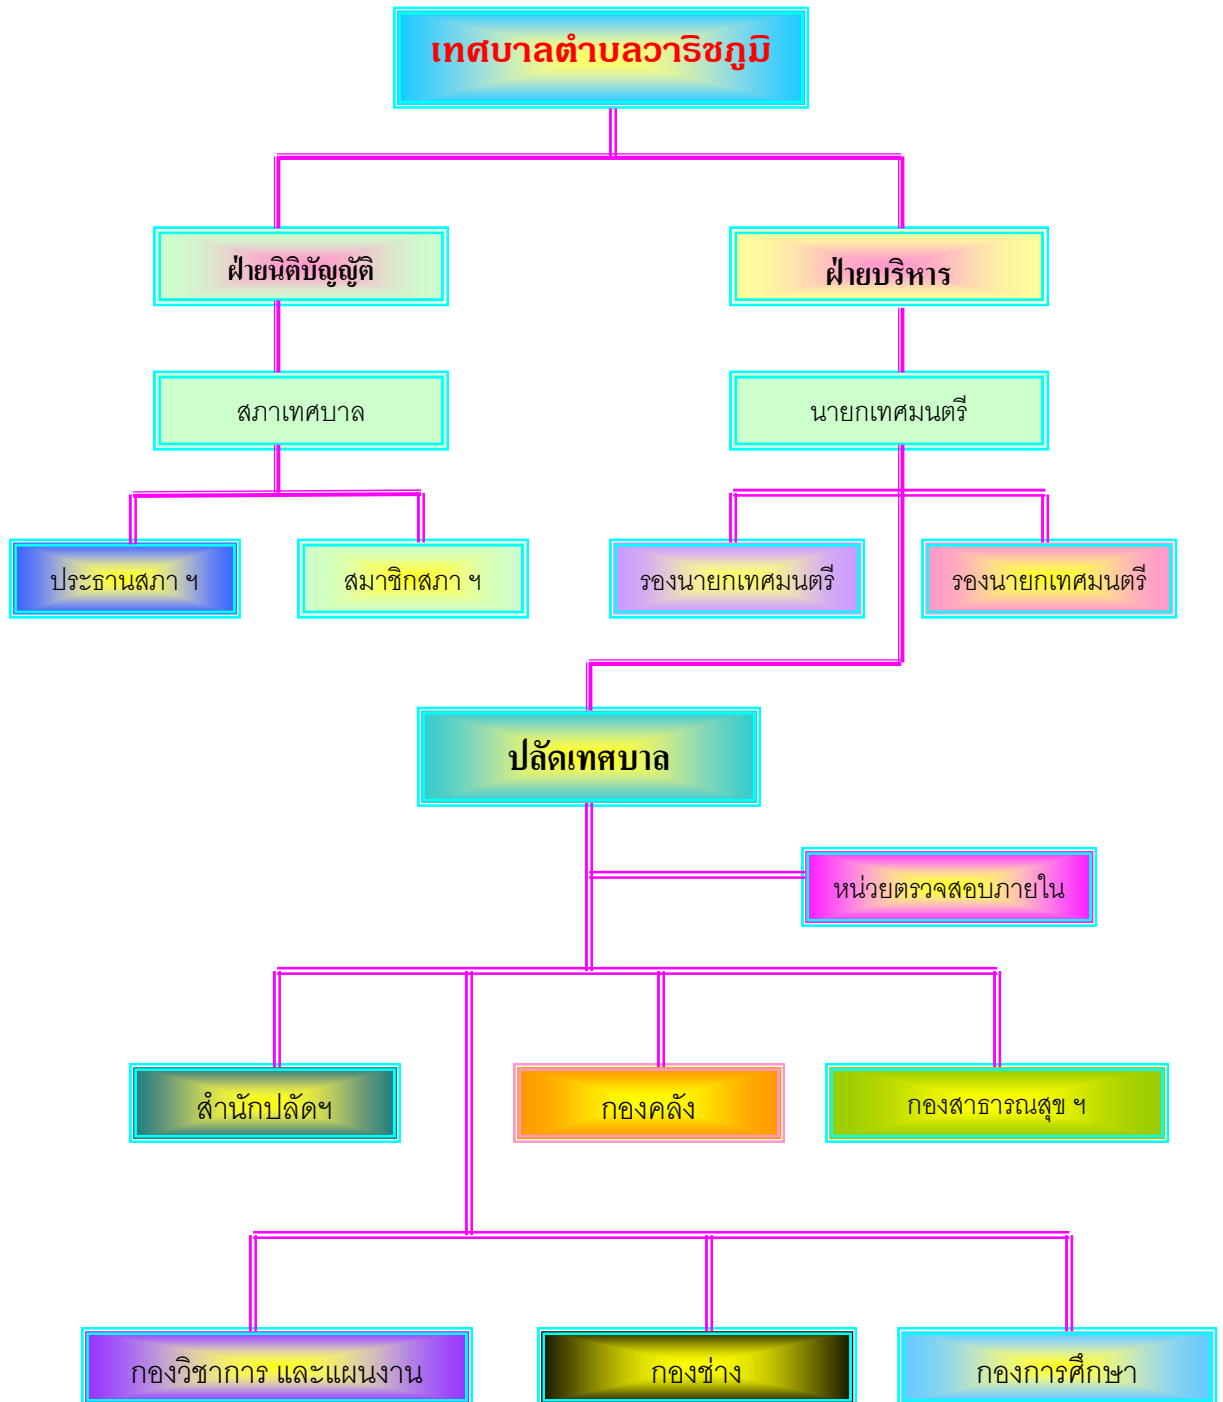 เทศบาลตำบลวาริชภูมิ
ฝ่ายนิติบัญญัติ
ฝ่ายบริหาร
สภาเทศบาล
นายกเทศมนตรี
ประธานสภา ฯ
สมาชิกสภา ฯ
รองนายกเทศมนตรี
รองนายกเทศมนตรี
ปลัดเทศบาล
หน่วยตรวจสอบภายใน
สำนักปลัดฯ
กองคลัง
กองสาธารณสุข ฯ
กองวิชาการ และแผนงาน
กองช่าง
กองการศึกษา